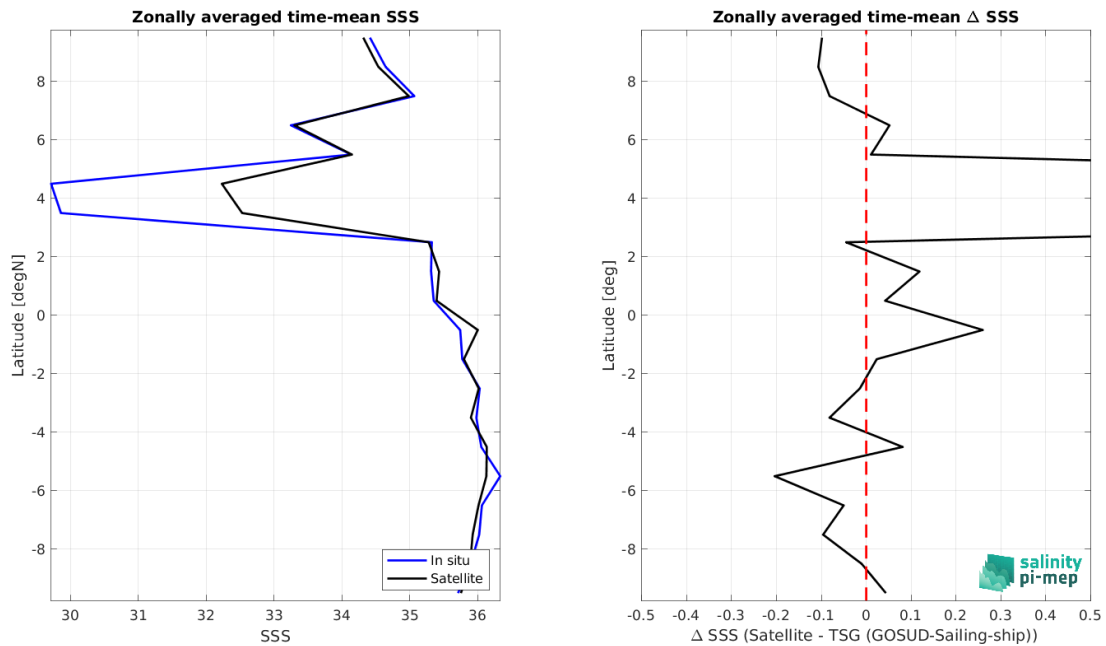 Zonally averaged time-mean SSS
8
6
4
2
0
-2
-4
-6
-8
Latitude [degN]
30 31 32 33 34 35 36
SSS
In situ
Satellite
Zonally averaged time-mean Δ SSS
8
6
4
2
0
-2
-4
-6
-8
Latitude [deg]
-0.5 -0.4 -0.3 -0.2 -0.1 0 0.1 0.2 0.3 0.4 0.5
Δ SSS (Satellite - TSG (GOSUD-Sailing-ship))
salinity
pi-mep